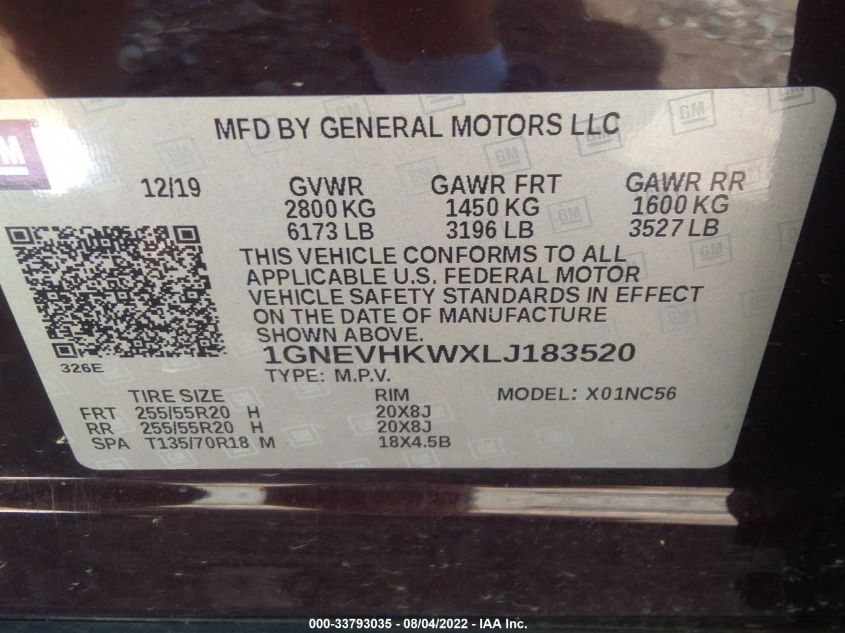 GM
MFD BY GENERAL MOTORS LLC
12/19 GVWR GAWR FRT GAWR RR
2800 KG 1450 KG 1600 KG
6173 LB 3196 LB 3527 LB
THIS VEHICLE CONFORMS TO ALL
APPLICABLE U.S. FEDERAL MOTOR
VEHICLE SAFETY STANDARDS IN EFFECT
ON THE DATE OF MANUFACTURE
SHOWN ABOVE.
326E 1GNEVHKWXLJ183520
TYPE: M.P.V.
TIRE SIZE RIM MODEL: X01NC56
FRT 255/55R20 H 20X8J
RR 255/55R20 H 20X8J
SPA T135/70R18 M 18X4.5B
000-33793035 - 08/04/2022 - IAA Inc.